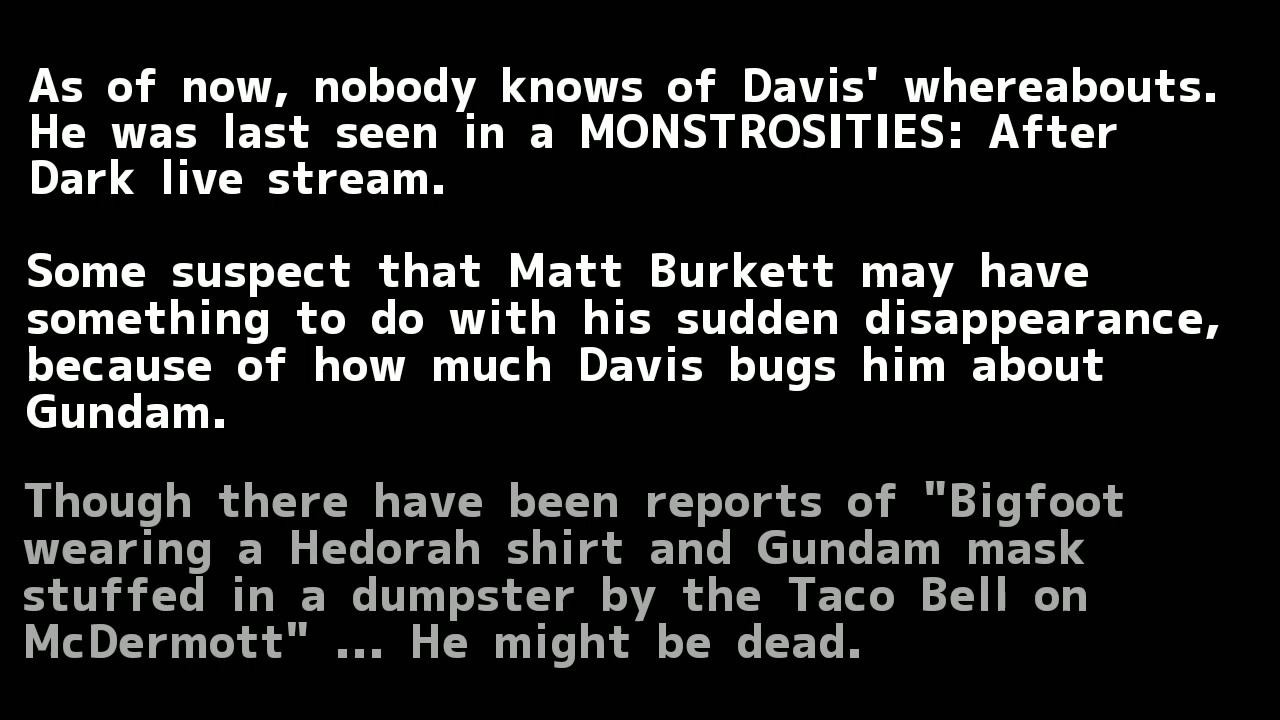 As of now, nobody knows of Davis' whereabouts.
He was last seen in a MONSTROSITIES: After
Dark live stream.
Some suspect that Matt Burkett may have
something to do with his sudden disappearance,
because of how much Davis bugs him about
Gundam.
Though there have been reports of "Bigfoot
wearing a Hedorah shirt and Gundam mask
stuffed in a dumpster by the Taco Bell on
McDermott" ... He might be dead.